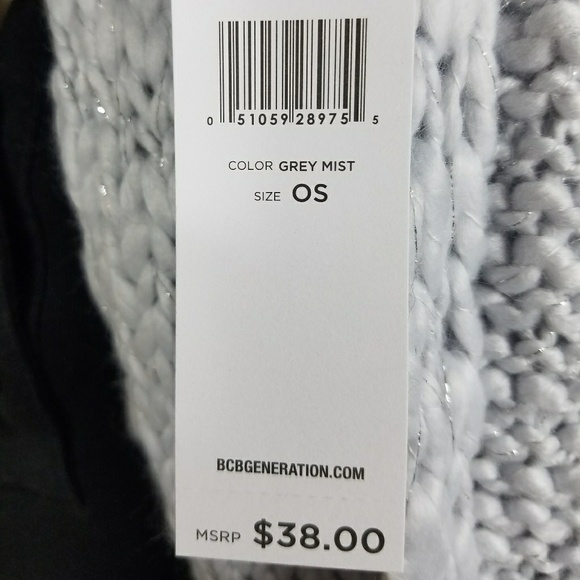 0 51059 28975 5
COLOR GREY MIST
SIZE OS
BCBGENERATION.COM
MSRP $38.00